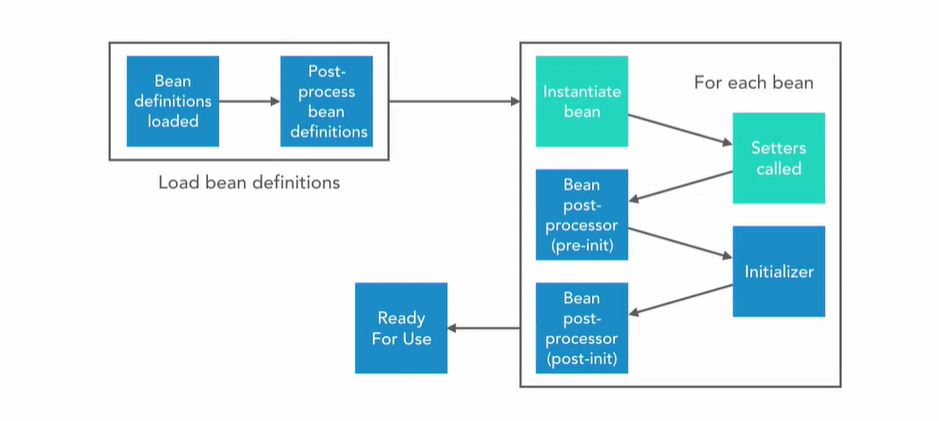 Bean
definitions
loaded
Post-
process
bean
definitions
Load bean definitions
For each bean
Instantiate
bean
Setters
called
Bean
post-
processor
(pre-init)
Initializer
Bean
post-
processor
(post-init)
Ready
For Use